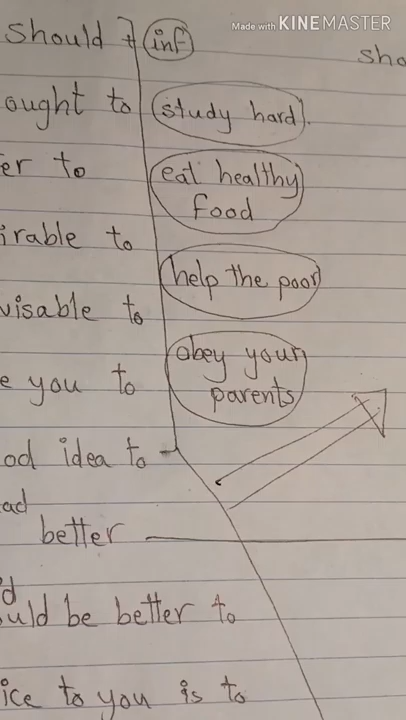 Made with KINEMASTER
should + inf
sho
ought to study hard.
er to eat healthy
food
irable to
help the poor
visable to
obey your
e you to parents
od idea to
ad
better
d
ould be better to
ice to you is to